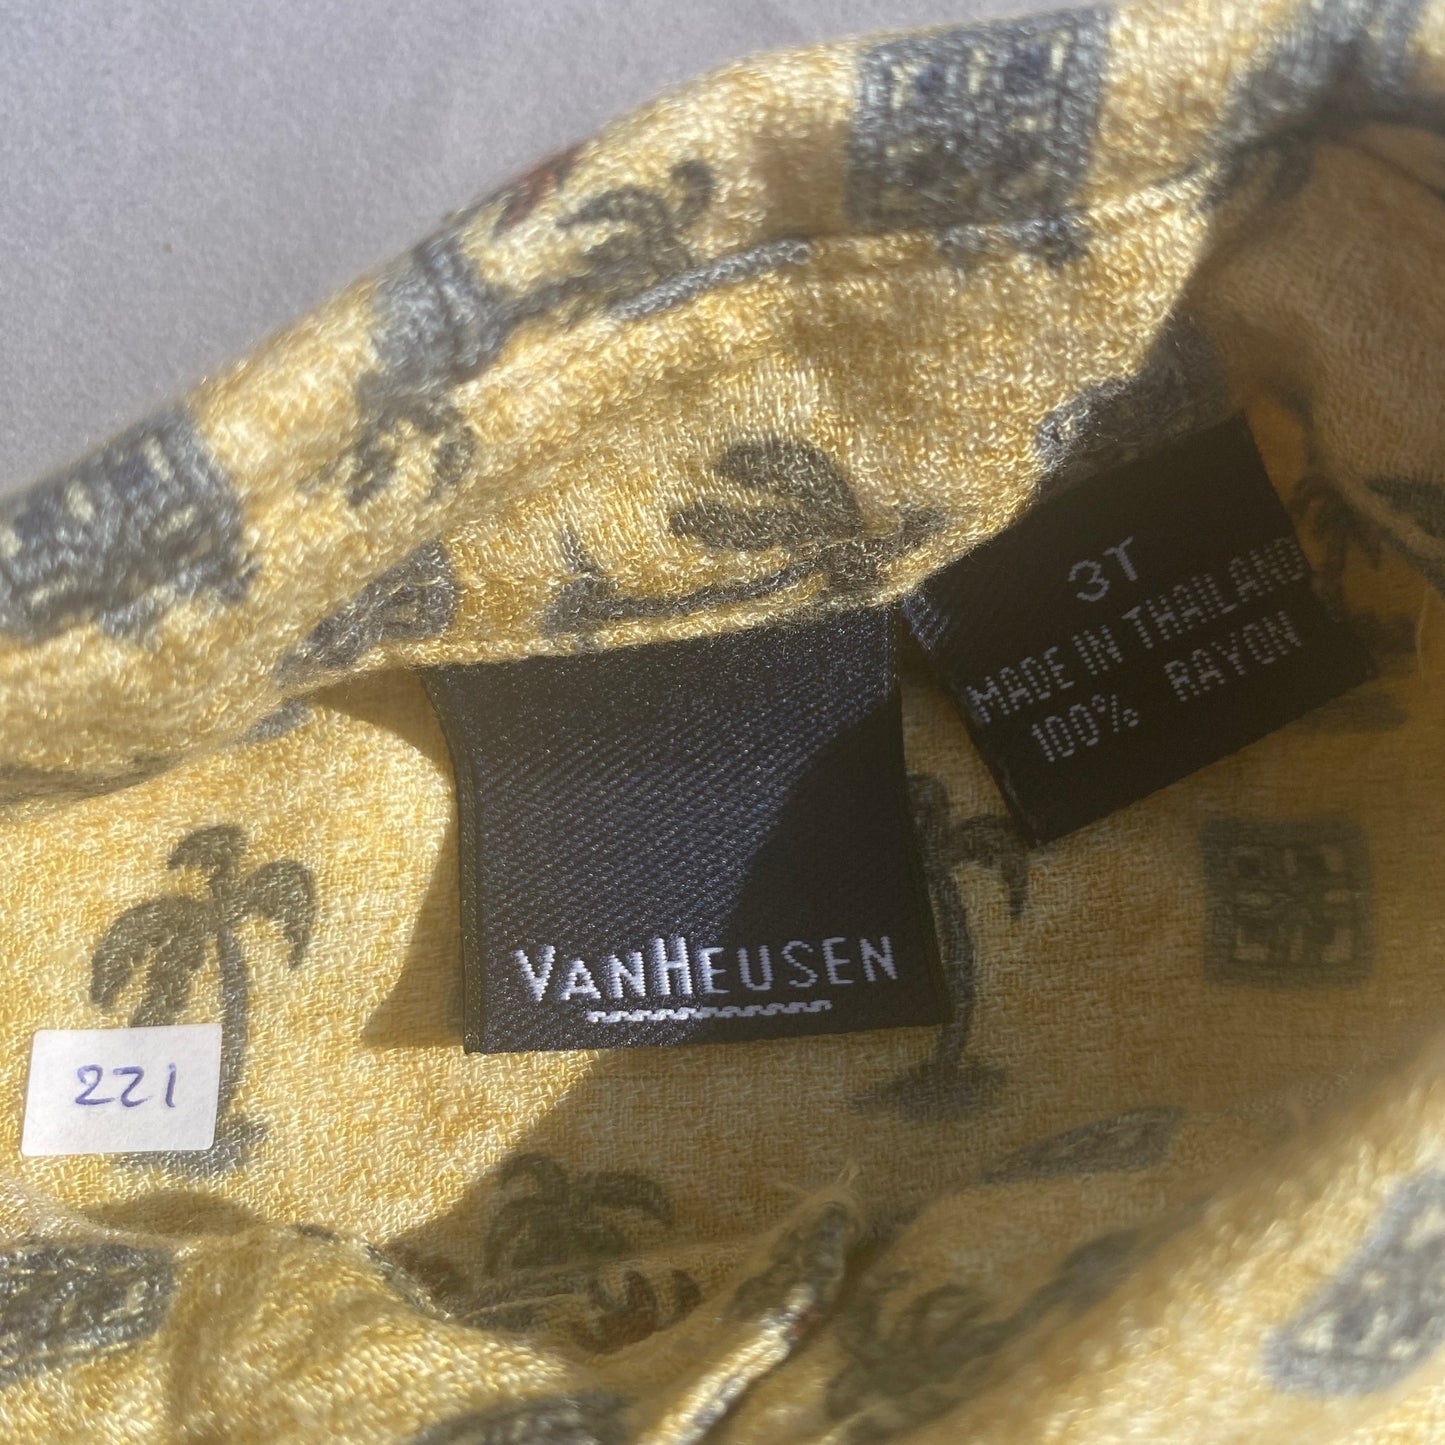 3T
MADE IN THAILAND
100% RAYON
VANHEUSEN
221